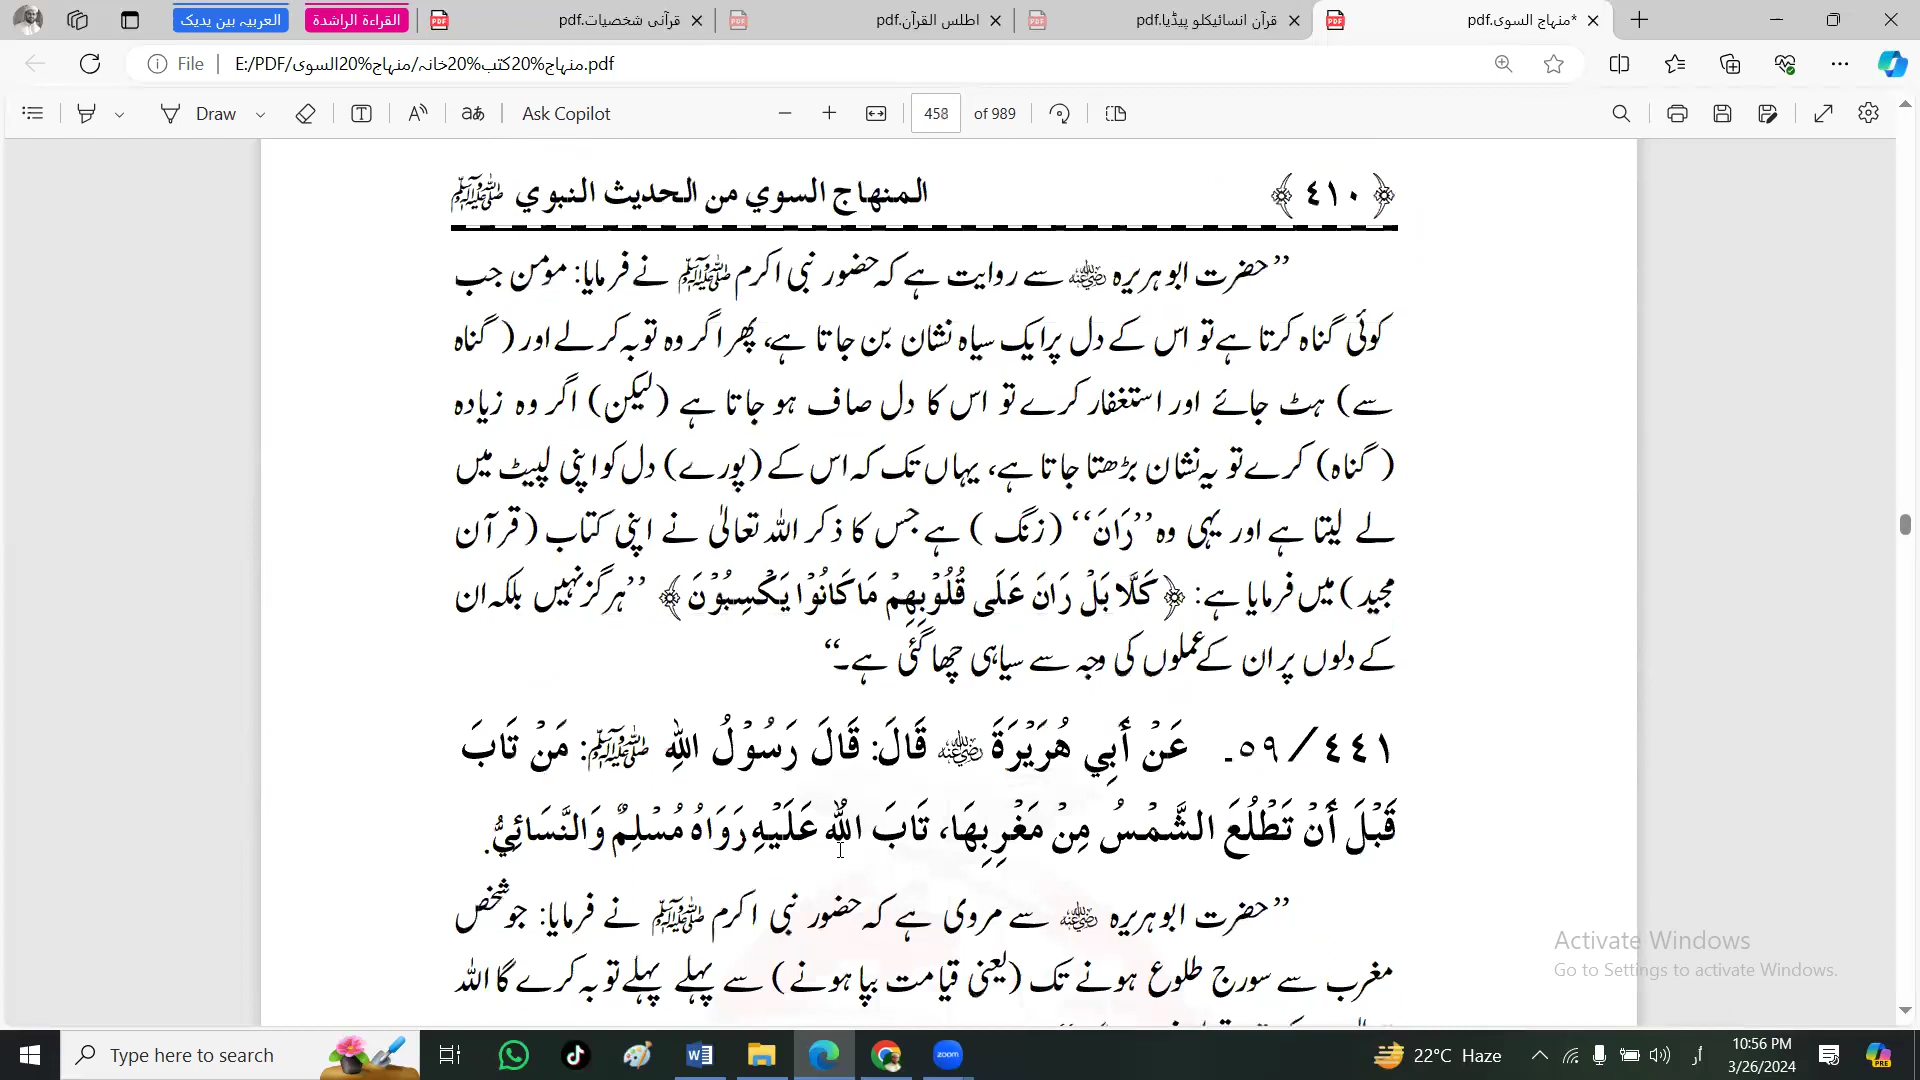 العربیہ بین یدیک
القراءة الراشدة
قرآنی شخصیات.pdf
اطلس القرآن.pdf
قرآن انسائیکلو پیڈیا.pdf
*منہاج السوی.pdf
File
E:/PDF/منہاج%20کتب%20خانہ/منہاج%20السوی.pdf
Draw
Ask Copilot
458 of 989
﴿٤١٠﴾ المنهاج السوي من الحديث النبوي ﷺ
’’حضرت ابوہریرہ رضی اللہ عنہ سے روایت ہے کہ حضور نبی اکرم ﷺ نے فرمایا: مومن جب
کوئی گناہ کرتا ہے تو اس کے دل پر ایک سیاہ نشان بن جاتا ہے، پھر اگر وہ توبہ کر لے اور (گناہ
سے) ہٹ جائے اور استغفار کرے تو اس کا دل صاف ہو جاتا ہے (لیکن) اگر وہ زیادہ
(گناہ) کرے تو یہ نشان بڑھتا جاتا ہے، یہاں تک کہ اس کے (پورے) دل کو اپنی لپیٹ میں
لے لیتا ہے اور یہی وہ ’’رَانَ‘‘ (زنگ) ہے جس کا ذکر اللہ تعالیٰ نے اپنی کتاب (قرآن
مجید) میں فرمایا ہے: ﴿كَلَّا بَلْ رَانَ عَلَى قُلُوْبِهِمْ مَا كَانُوْا يَكْسِبُوْنَ﴾ ’’ہرگز نہیں بلکہ ان
کے دلوں پر ان کے عملوں کی وجہ سے سیاہی چھا گئی ہے۔‘‘
٤٤١/٥٩۔ عَنْ أَبِي هُرَيْرَةَ رضی اللہ عنہ قَالَ: قَالَ رَسُوْلُ اللهِ ﷺ: مَنْ تَابَ
قَبْلَ أَنْ تَطْلُعَ الشَّمْسُ مِنْ مَغْرِبِهَا، تَابَ اللهُ عَلَيْهِ رَوَاهُ مُسْلِمٌ وَالنَّسَائِيُّ.
’’حضرت ابوہریرہ رضی اللہ عنہ سے مروی ہے کہ حضور نبی اکرم ﷺ نے فرمایا: جو شخص
مغرب سے سورج طلوع ہونے تک (یعنی قیامت بپا ہونے) سے پہلے پہلے توبہ کرے گا اللہ
Activate Windows
Go to Settings to activate Windows.
Type here to search
22°C Haze
10:56 PM
3/26/2024